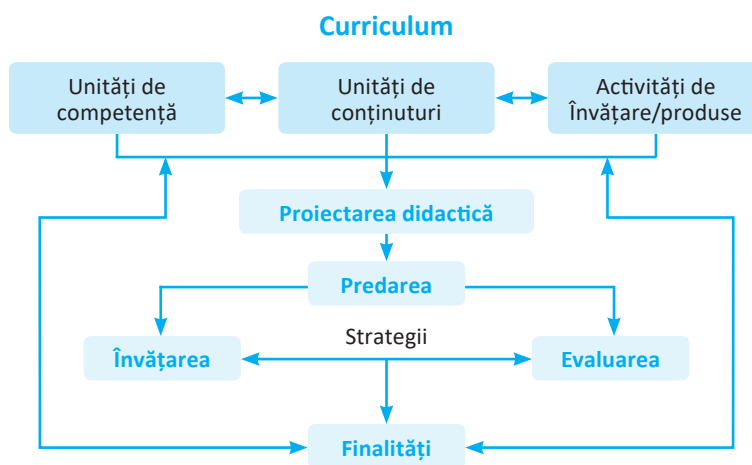 Curriculum
Unități de
competență
Unități de
conținuturi
Activități de
Învățare/produse
Proiectarea didactică
Predarea
Strategii
Învățarea
Evaluarea
Finalități